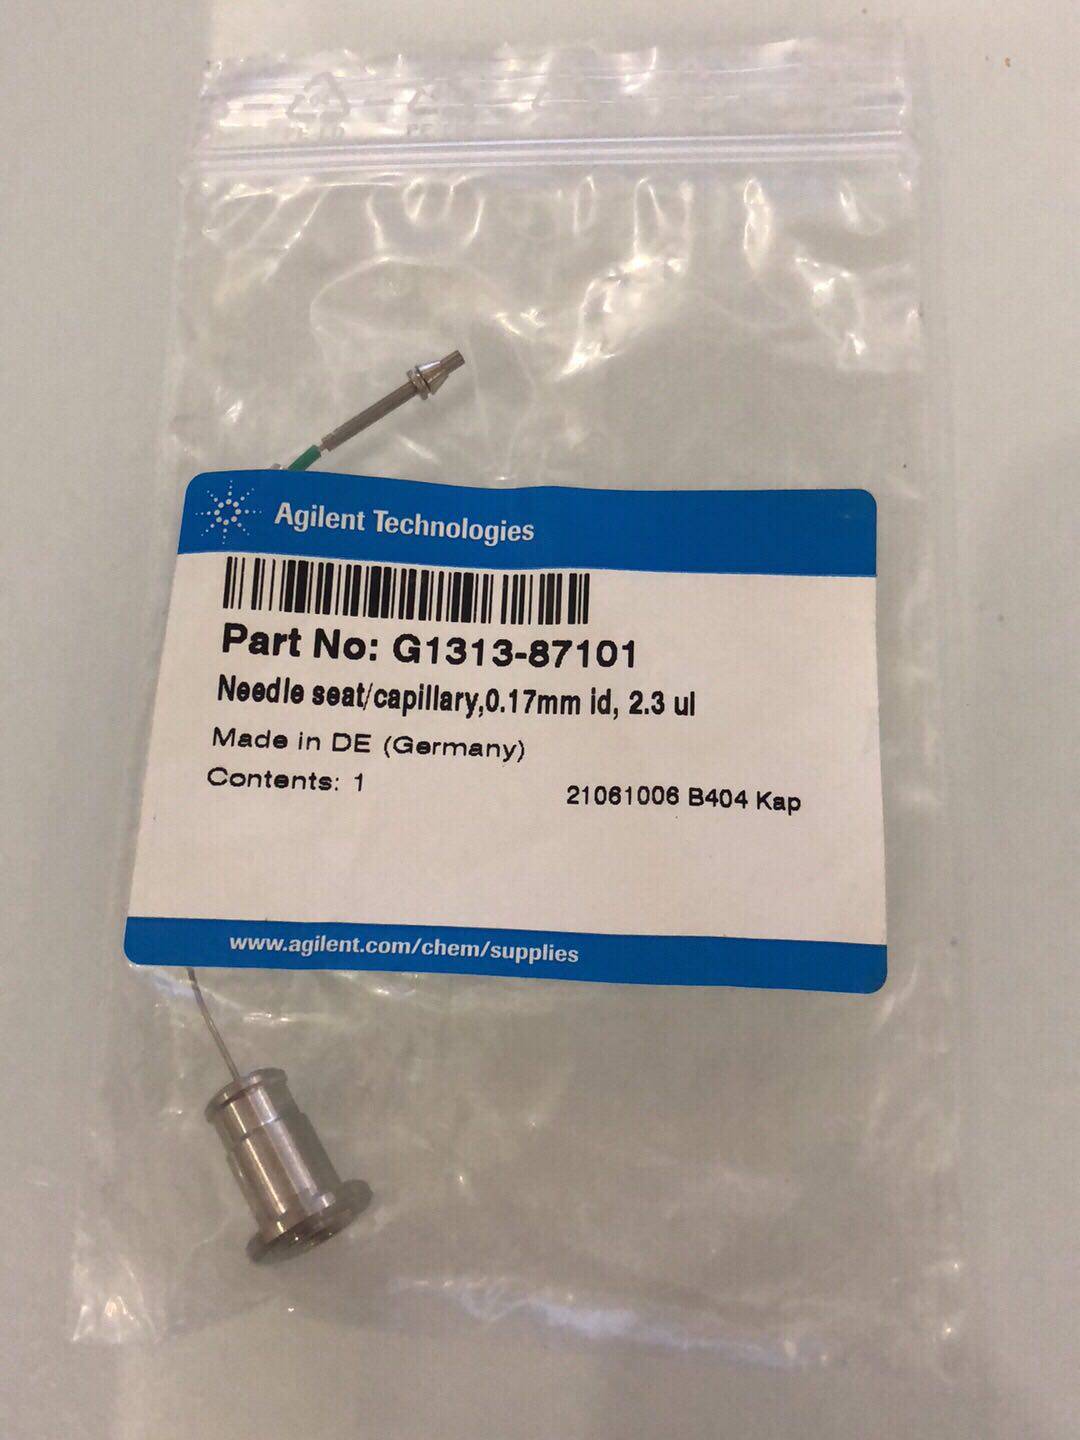 Agilent Technologies
Part No: G1313-87101
Needle seat/capillary,0.17mm id, 2.3 ul
Made in DE (Germany)
Contents: 1
21061006 B404 Kap
www.agilent.com/chem/supplies